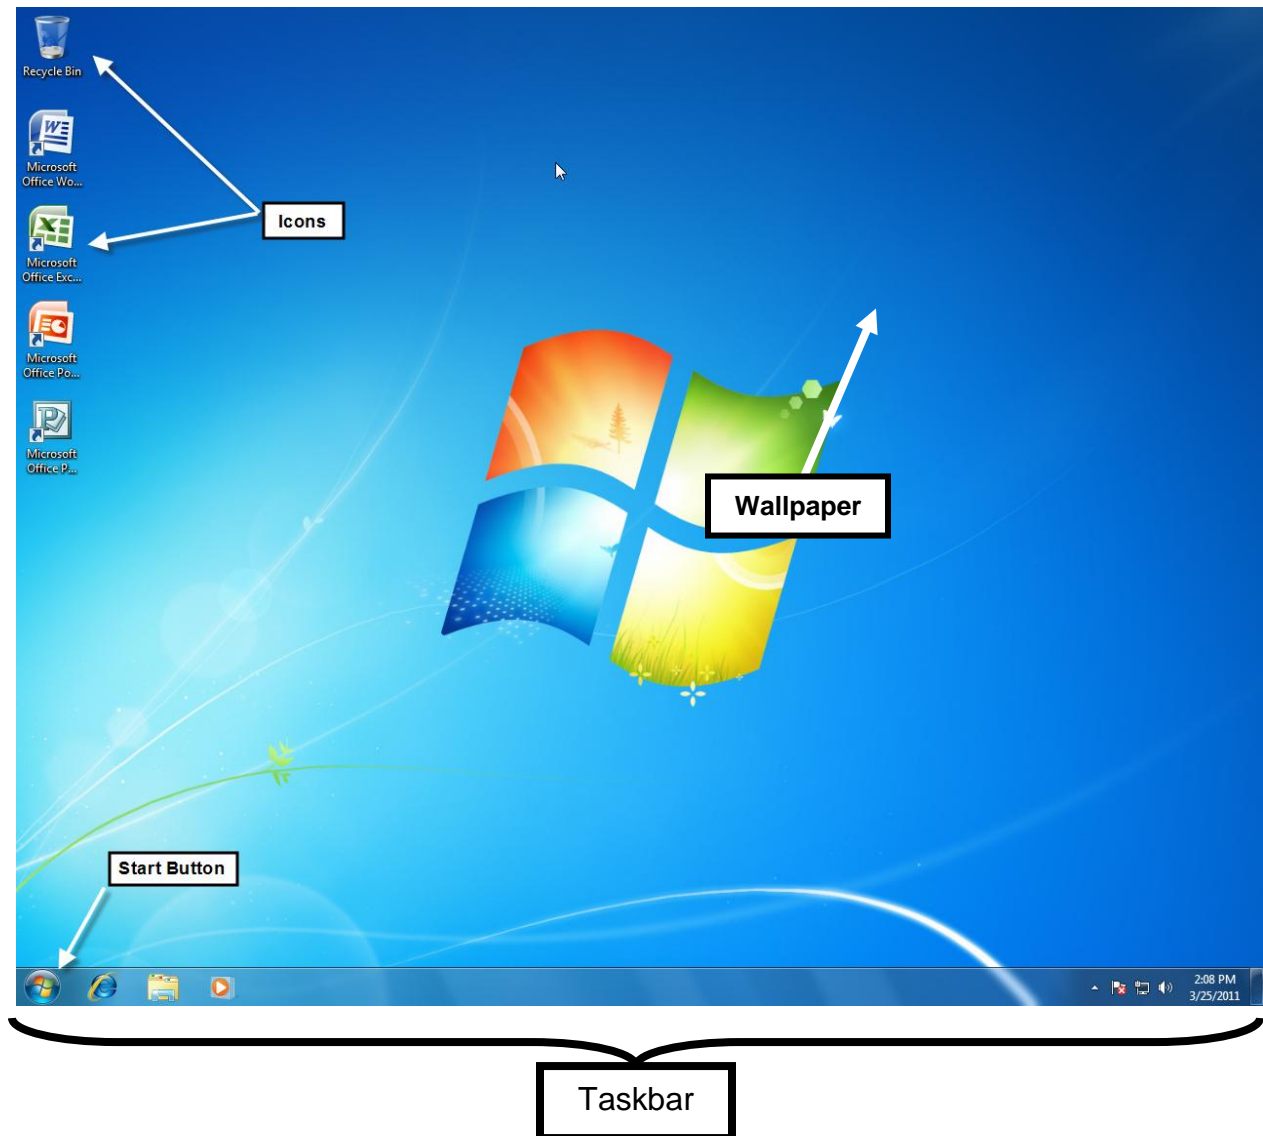 Recycle Bin
Microsoft
Office Wo...
Icons
Microsoft
Office Exc...
Microsoft
Office Po...
Microsoft
Office P...
Wallpaper
Start Button
2:08 PM
3/25/2011
Taskbar